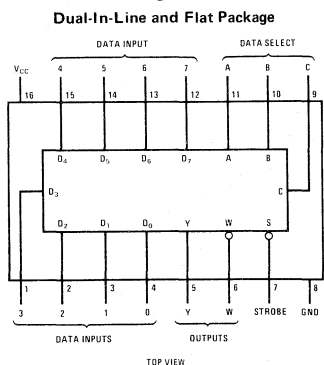 Dual-In-Line and Flat Package
DATA INPUT DATA SELECT
VCC 4 5 6 7 A B C
16 15 14 13 12 11 10 9
D4 D5 D6 D7 A B
D3 C
D2 D1 D0 Y W S
1 2 3 4 5 6 7 8
3 2 1 0 Y W STROBE GND
DATA INPUTS OUTPUTS
TOP VIEW